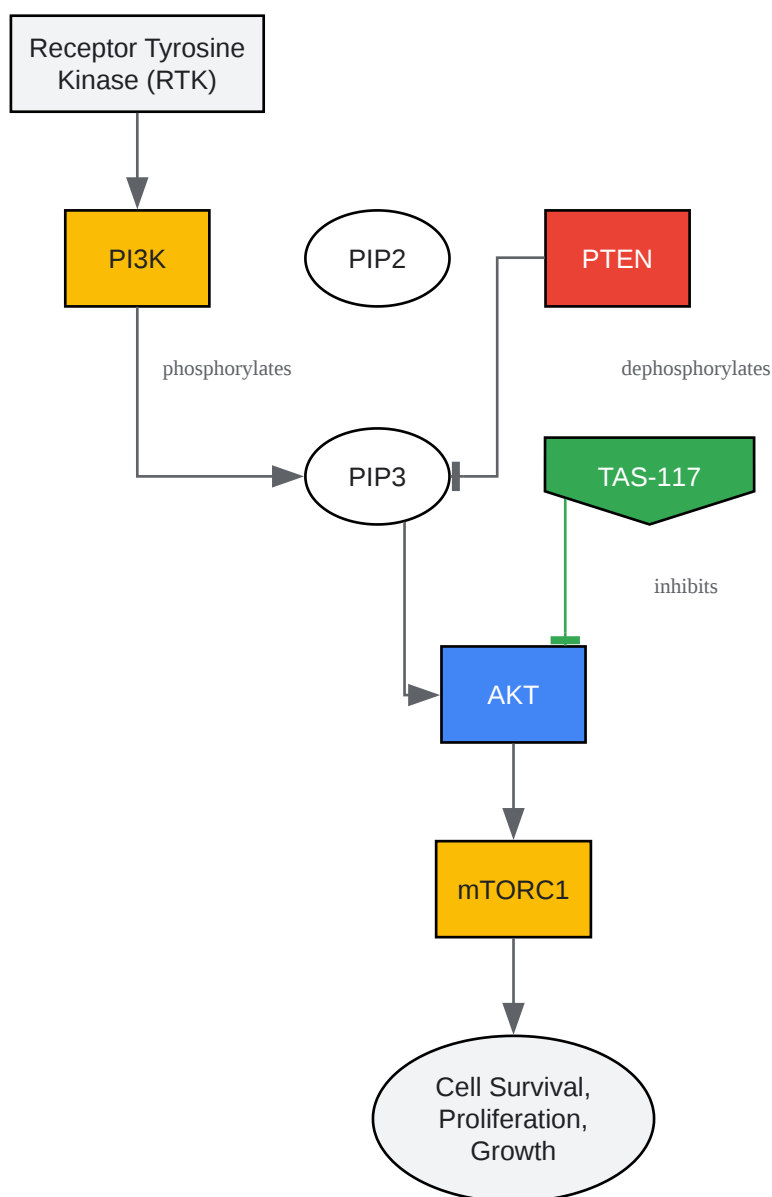 Receptor Tyrosine
Kinase (RTK)
PI3K
PIP2
PTEN
phosphorylates
dephosphorylates
PIP3
TAS-117
inhibits
AKT
mTORC1
Cell Survival,
Proliferation,
Growth